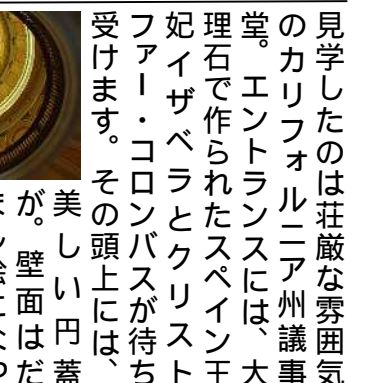 見学したのは荘厳な雰囲気
のカリフォルニア州議事
堂。エントランスには、大
理石で作られたスペイン王
妃イザベラとクリスト
ファー・コロンバスが待ち
受けます。その頭上には、
美しい円蓋
が。壁面はだ